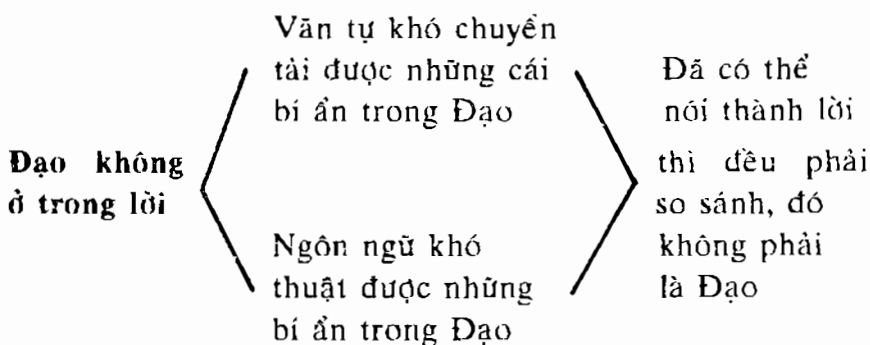 Đạo không
ở trong lời
Văn tự khó chuyển
tải được những cái
bí ẩn trong Đạo
Ngôn ngữ khó
thuật được những
bí ẩn trong Đạo
Đã có thể
nói thành lời
thì đều phải
so sánh, đó
không phải
là Đạo